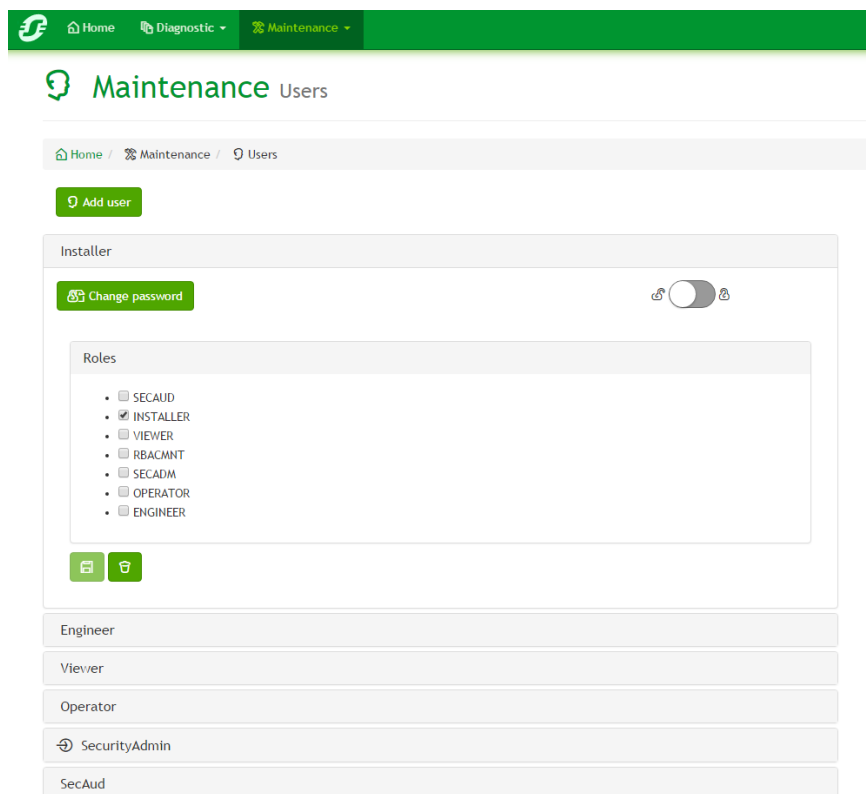 Home Diagnostic Maintenance
Maintenance Users
Home / Maintenance / Users
Add user
Installer
Change password
Roles
SECAUD
INSTALLER
VIEWER
RBACMNT
SECADM
OPERATOR
ENGINEER
Engineer
Viewer
Operator
SecurityAdmin
SecAud